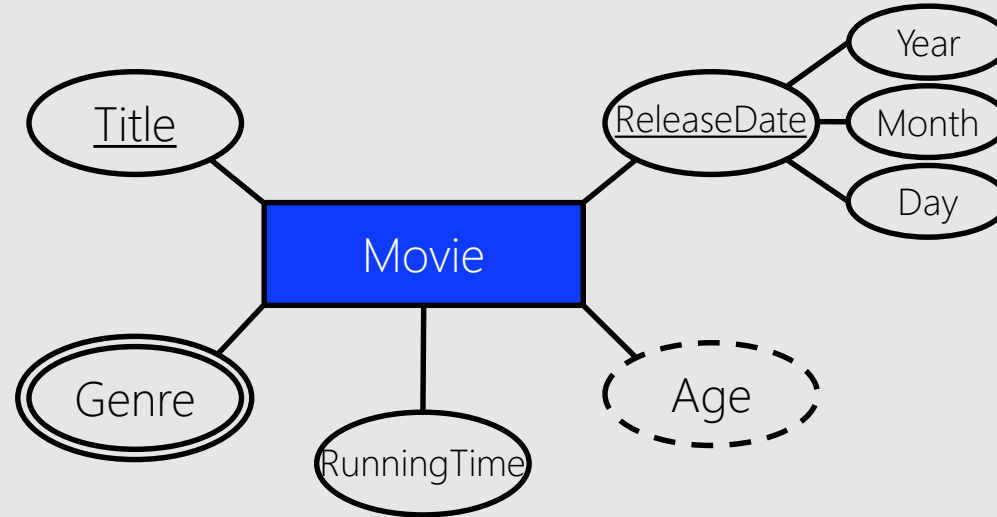 Year
Title
ReleaseDate
Month
Day
Movie
Genre
Age
RunningTime